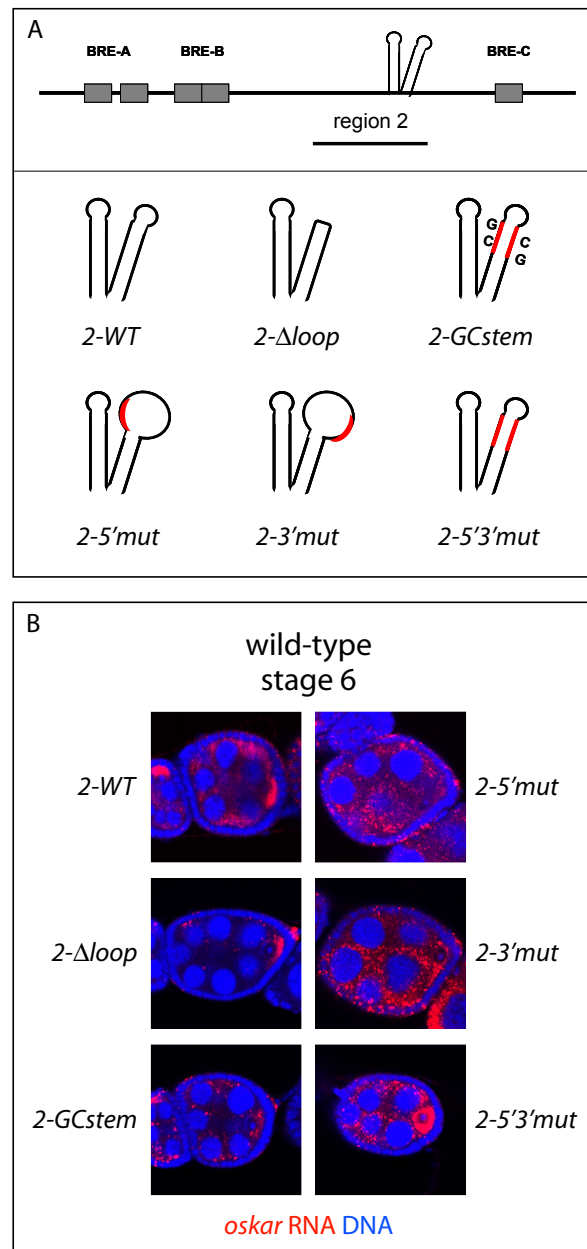 A
BRE-A BRE-B BRE-C
region 2
G
C C
G
2-WT 2-Δloop 2-GCstem
2-5'mut 2-3'mut 2-5'3'mut
B
wild-type
stage 6
2-WT 2-5'mut
2-Δloop 2-3'mut
2-GCstem 2-5'3'mut
oskar RNA DNA